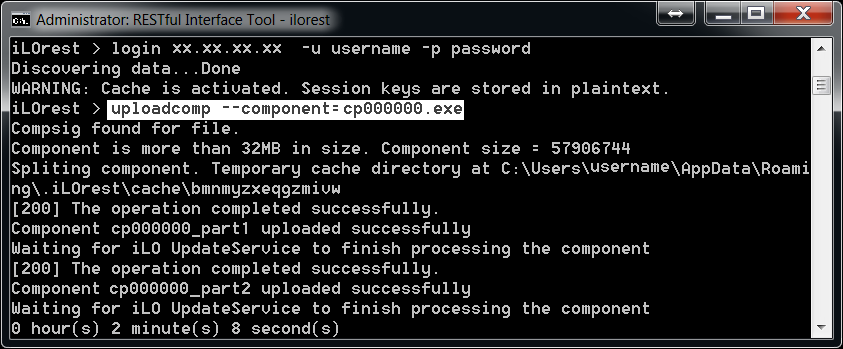 Administrator: RESTful Interface Tool - ilorest
iLOrest > login xx.xx.xx.xx  -u username -p password
Discovering data...Done
WARNING: Cache is activated. Session keys are stored in plaintext.
iLOrest > uploadcomp --component=cp000000.exe
Compsig found for file.
Component is more than 32MB in size. Component size = 57906744
Spliting component. Temporary cache directory at C:\Users\username\AppData\Roami
ng\.iLOrest\cache\bmnmyzxeqgzmivw
[200] The operation completed successfully.
Component cp000000_part1 uploaded successfully
Waiting for iLO UpdateService to finish processing the component
[200] The operation completed successfully.
Component cp000000_part2 uploaded successfully
Waiting for iLO UpdateService to finish processing the component
0 hour(s) 2 minute(s) 8 second(s)